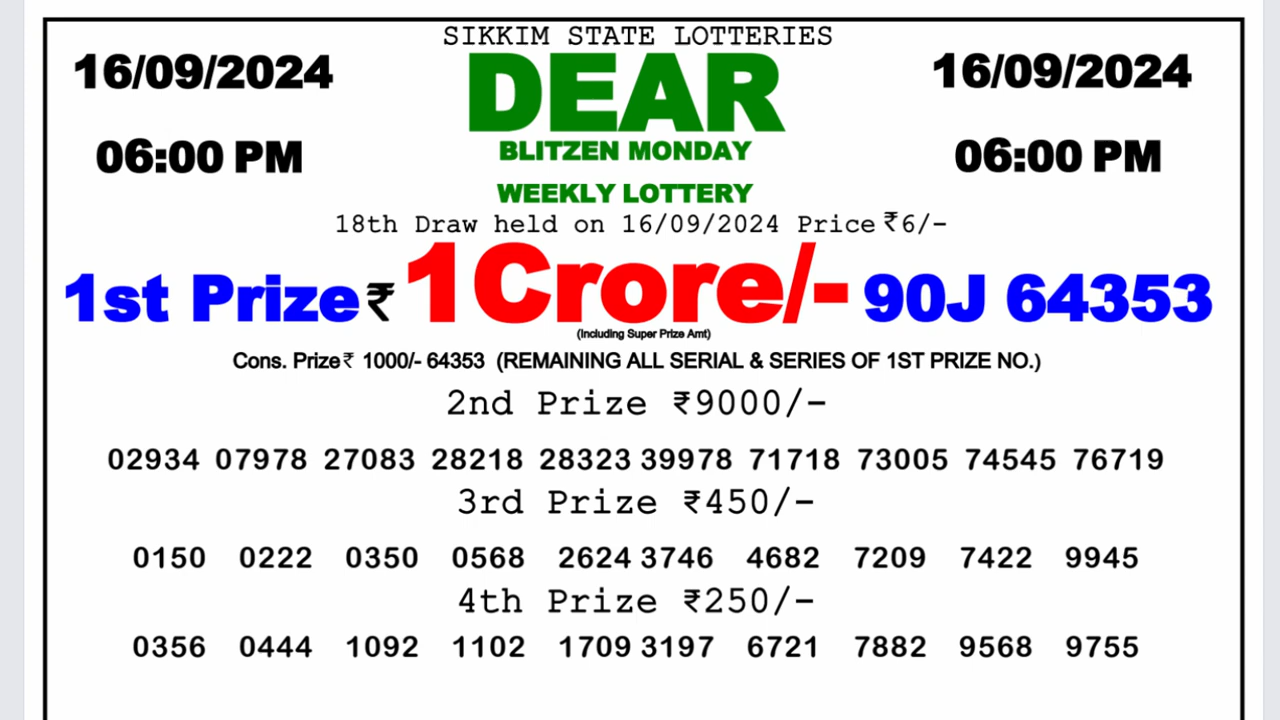 SIKKIM STATE LOTTERIES
16/09/2024 DEAR 16/09/2024
06:00 PM BLITZEN MONDAY 06:00 PM
WEEKLY LOTTERY
18th Draw held on 16/09/2024 Price ₹6/-
1st Prize ₹ 1Crore/- 90J 64353
(Including Super Prize Amt)
Cons. Prize₹ 1000/- 64353 (REMAINING ALL SERIAL & SERIES OF 1ST PRIZE NO.)
2nd Prize ₹9000/-
02934 07978 27083 28218 28323 39978 71718 73005 74545 76719
3rd Prize ₹450/-
0150 0222 0350 0568 2624 3746 4682 7209 7422 9945
4th Prize ₹250/-
0356 0444 1092 1102 1709 3197 6721 7882 9568 9755